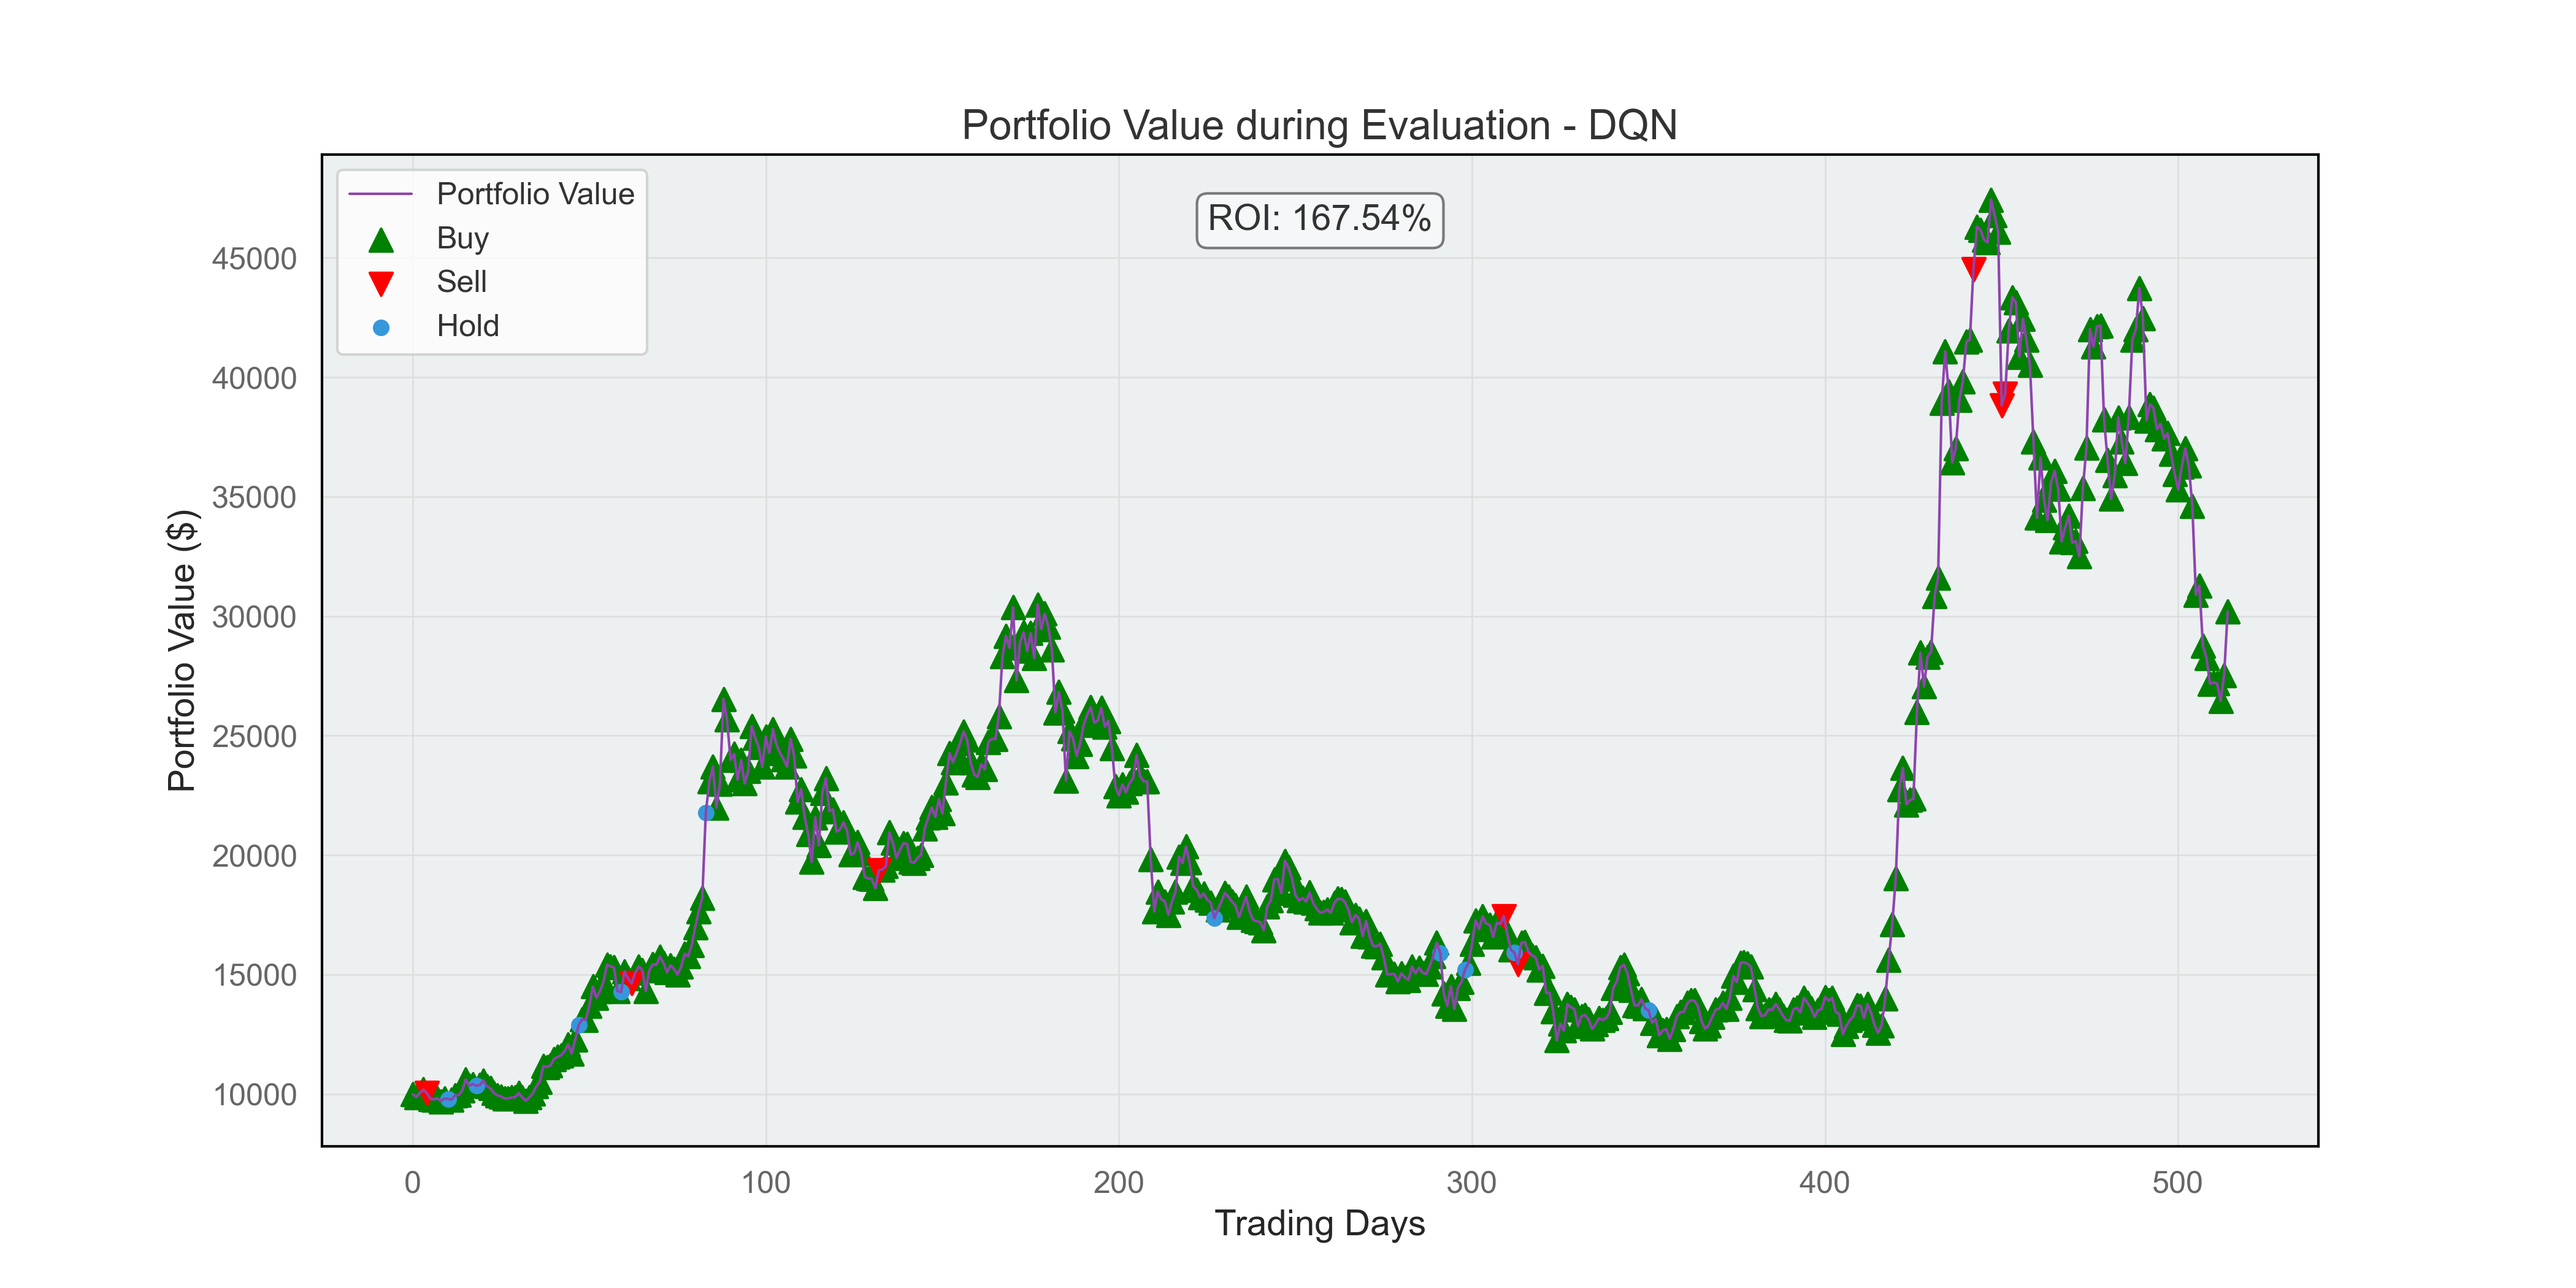 Portfolio Value during Evaluation - DQN
Portfolio Value
Buy
Sell
Hold
ROI: 167.54%
45000
40000
35000
30000
25000
20000
15000
10000
Portfolio Value ($)
0 100 200 300 400 500
Trading Days